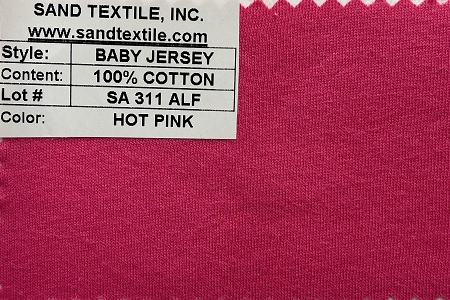 SAND TEXTILE, INC.
www.sandtextile.com
Style: BABY JERSEY
Content: 100% COTTON
Lot # SA 311 ALF
Color: HOT PINK